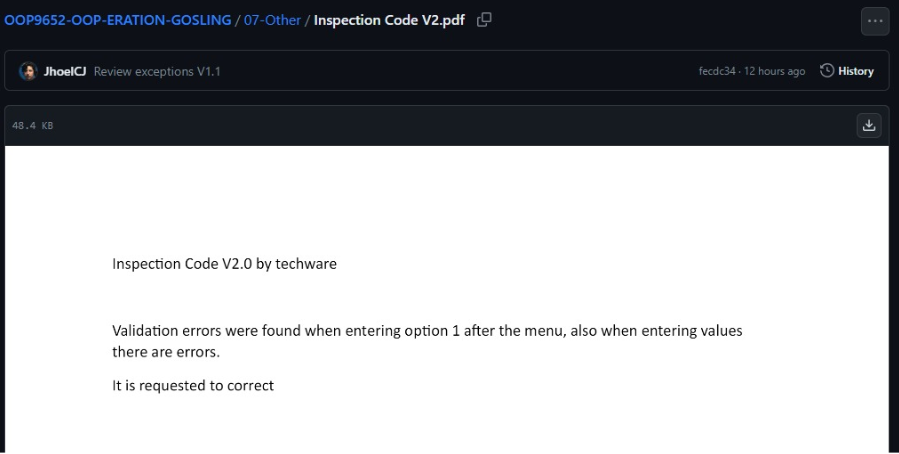 OOP9652-OOP-ERATION-GOSLING / 07-Other / Inspection Code V2.pdf
JhoelCJ Review exceptions V1.1 fecdc34 · 12 hours ago History
48.4 KB
Inspection Code V2.0 by techware
Validation errors were found when entering option 1 after the menu, also when entering values
there are errors.
It is requested to correct